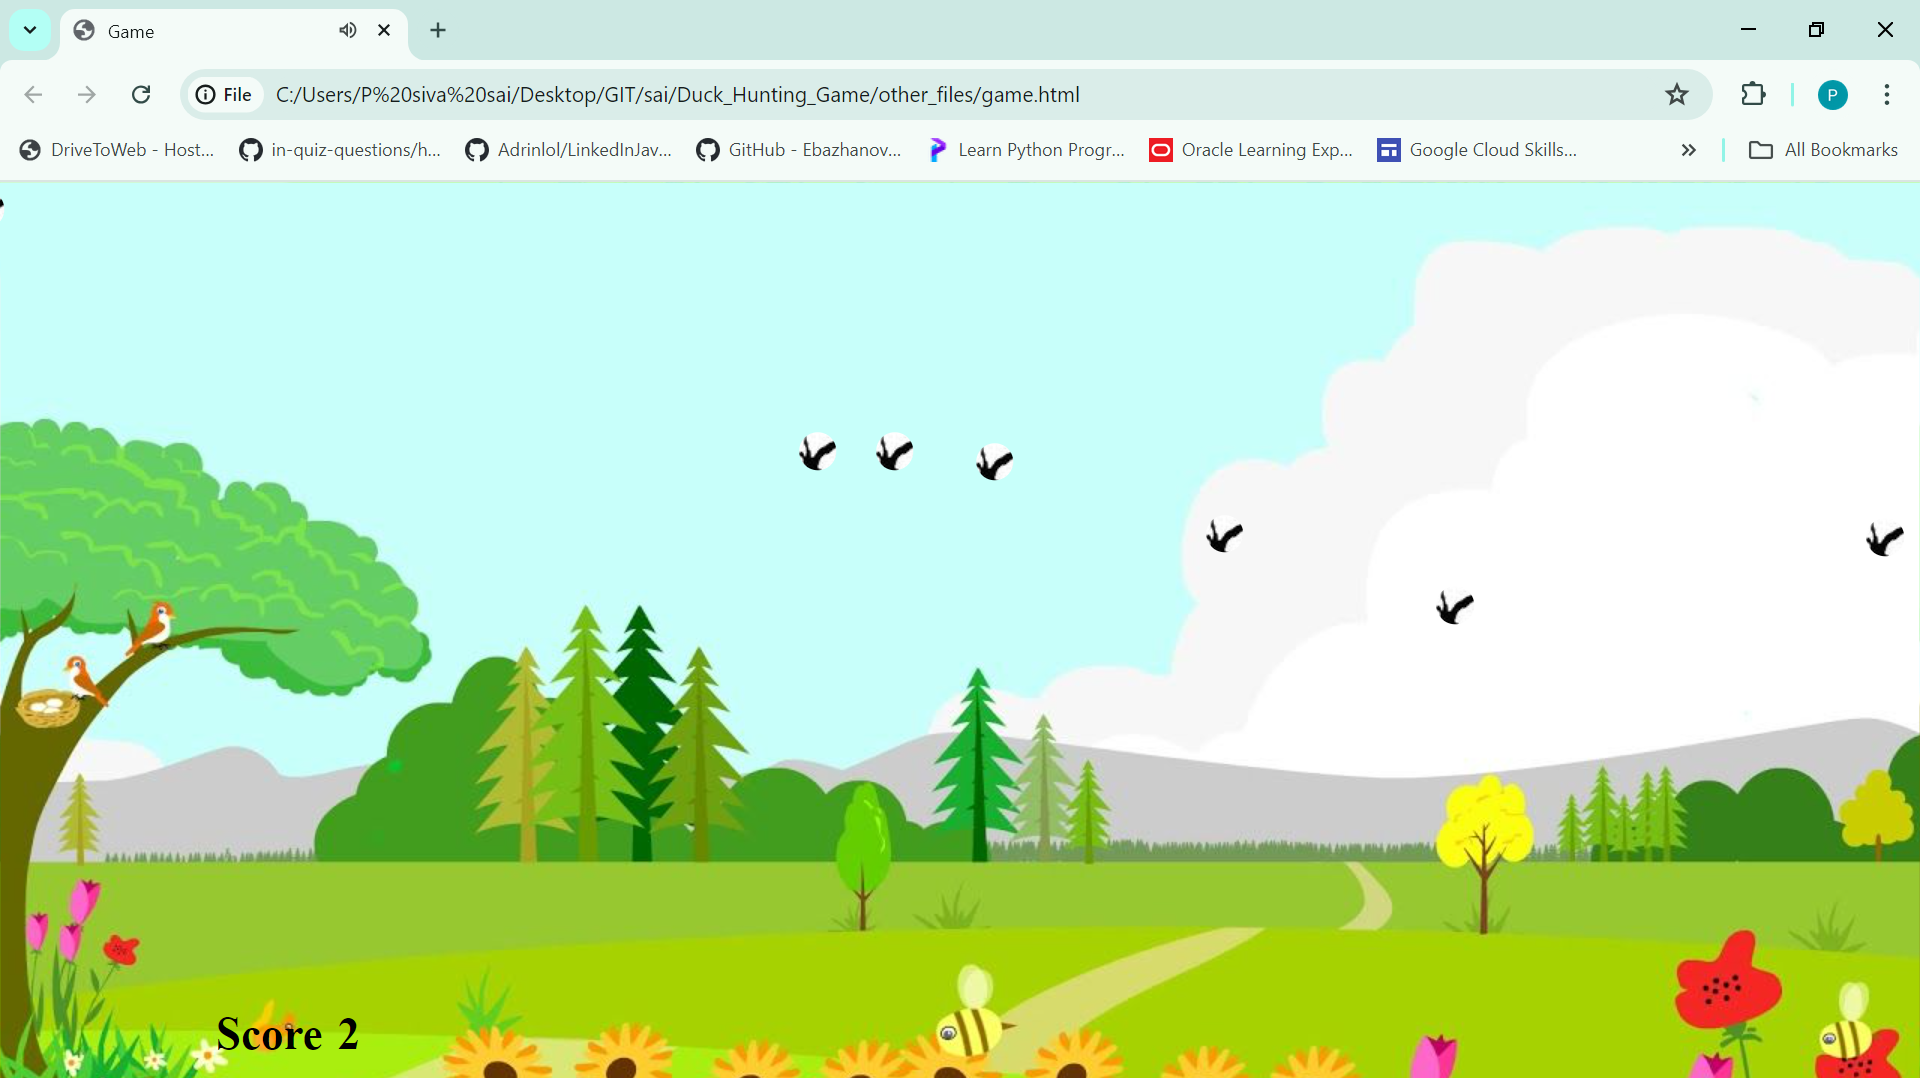 Game
File C:/Users/P%20siva%20sai/Desktop/GIT/sai/Duck_Hunting_Game/other_files/game.html P
DriveToWeb - Host... in-quiz-questions/h... Adrinlol/LinkedInJav... GitHub - Ebazhanov... Learn Python Progr... Oracle Learning Exp... Google Cloud Skills... All Bookmarks
Score 2